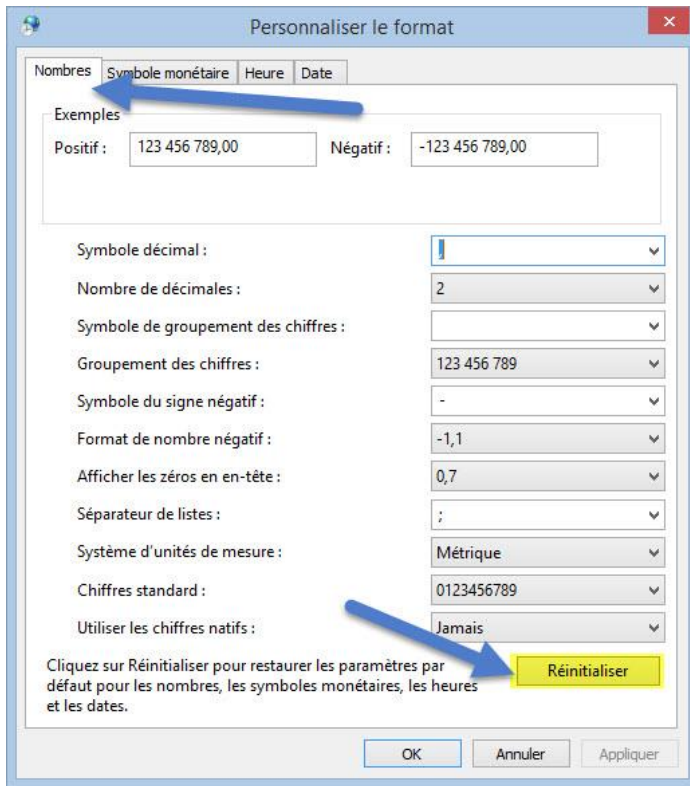 Personnaliser le format
Nombres Symbole monétaire Heure Date
Exemples
Positif : 123 456 789,00 Négatif : -123 456 789,00
Symbole décimal : ,
Nombre de décimales : 2
Symbole de groupement des chiffres :
Groupement des chiffres : 123 456 789
Symbole du signe négatif : -
Format de nombre négatif : -1,1
Afficher les zéros en en-tête : 0,7
Séparateur de listes : ;
Système d'unités de mesure : Métrique
Chiffres standard : 0123456789
Utiliser les chiffres natifs : Jamais
Cliquez sur Réinitialiser pour restaurer les paramètres par
défaut pour les nombres, les symboles monétaires, les heures
et les dates.
Réinitialiser
OK Annuler Appliquer